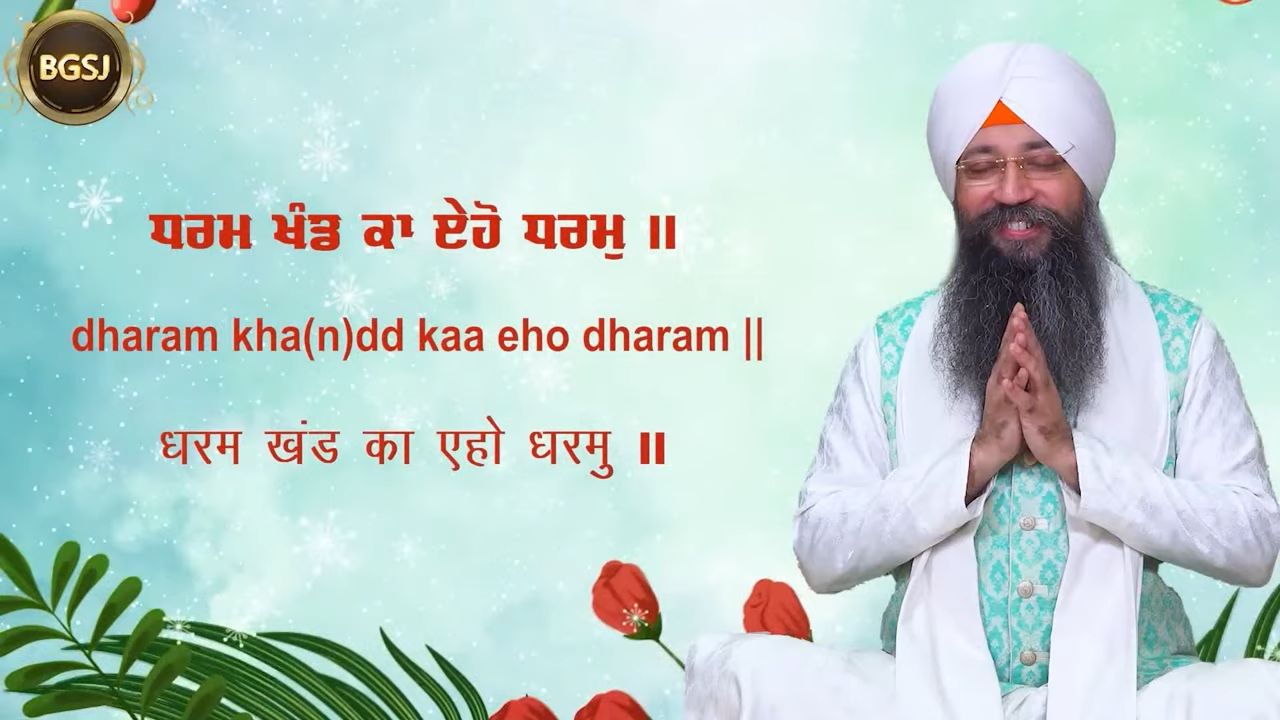 BGSJ
ਧਰਮ ਖੰਡ ਕਾ ਏਹੋ ਧਰਮੁ ॥
dharam kha(n)dd kaa eho dharam ||
धरम खंड का एहो धरमु ॥